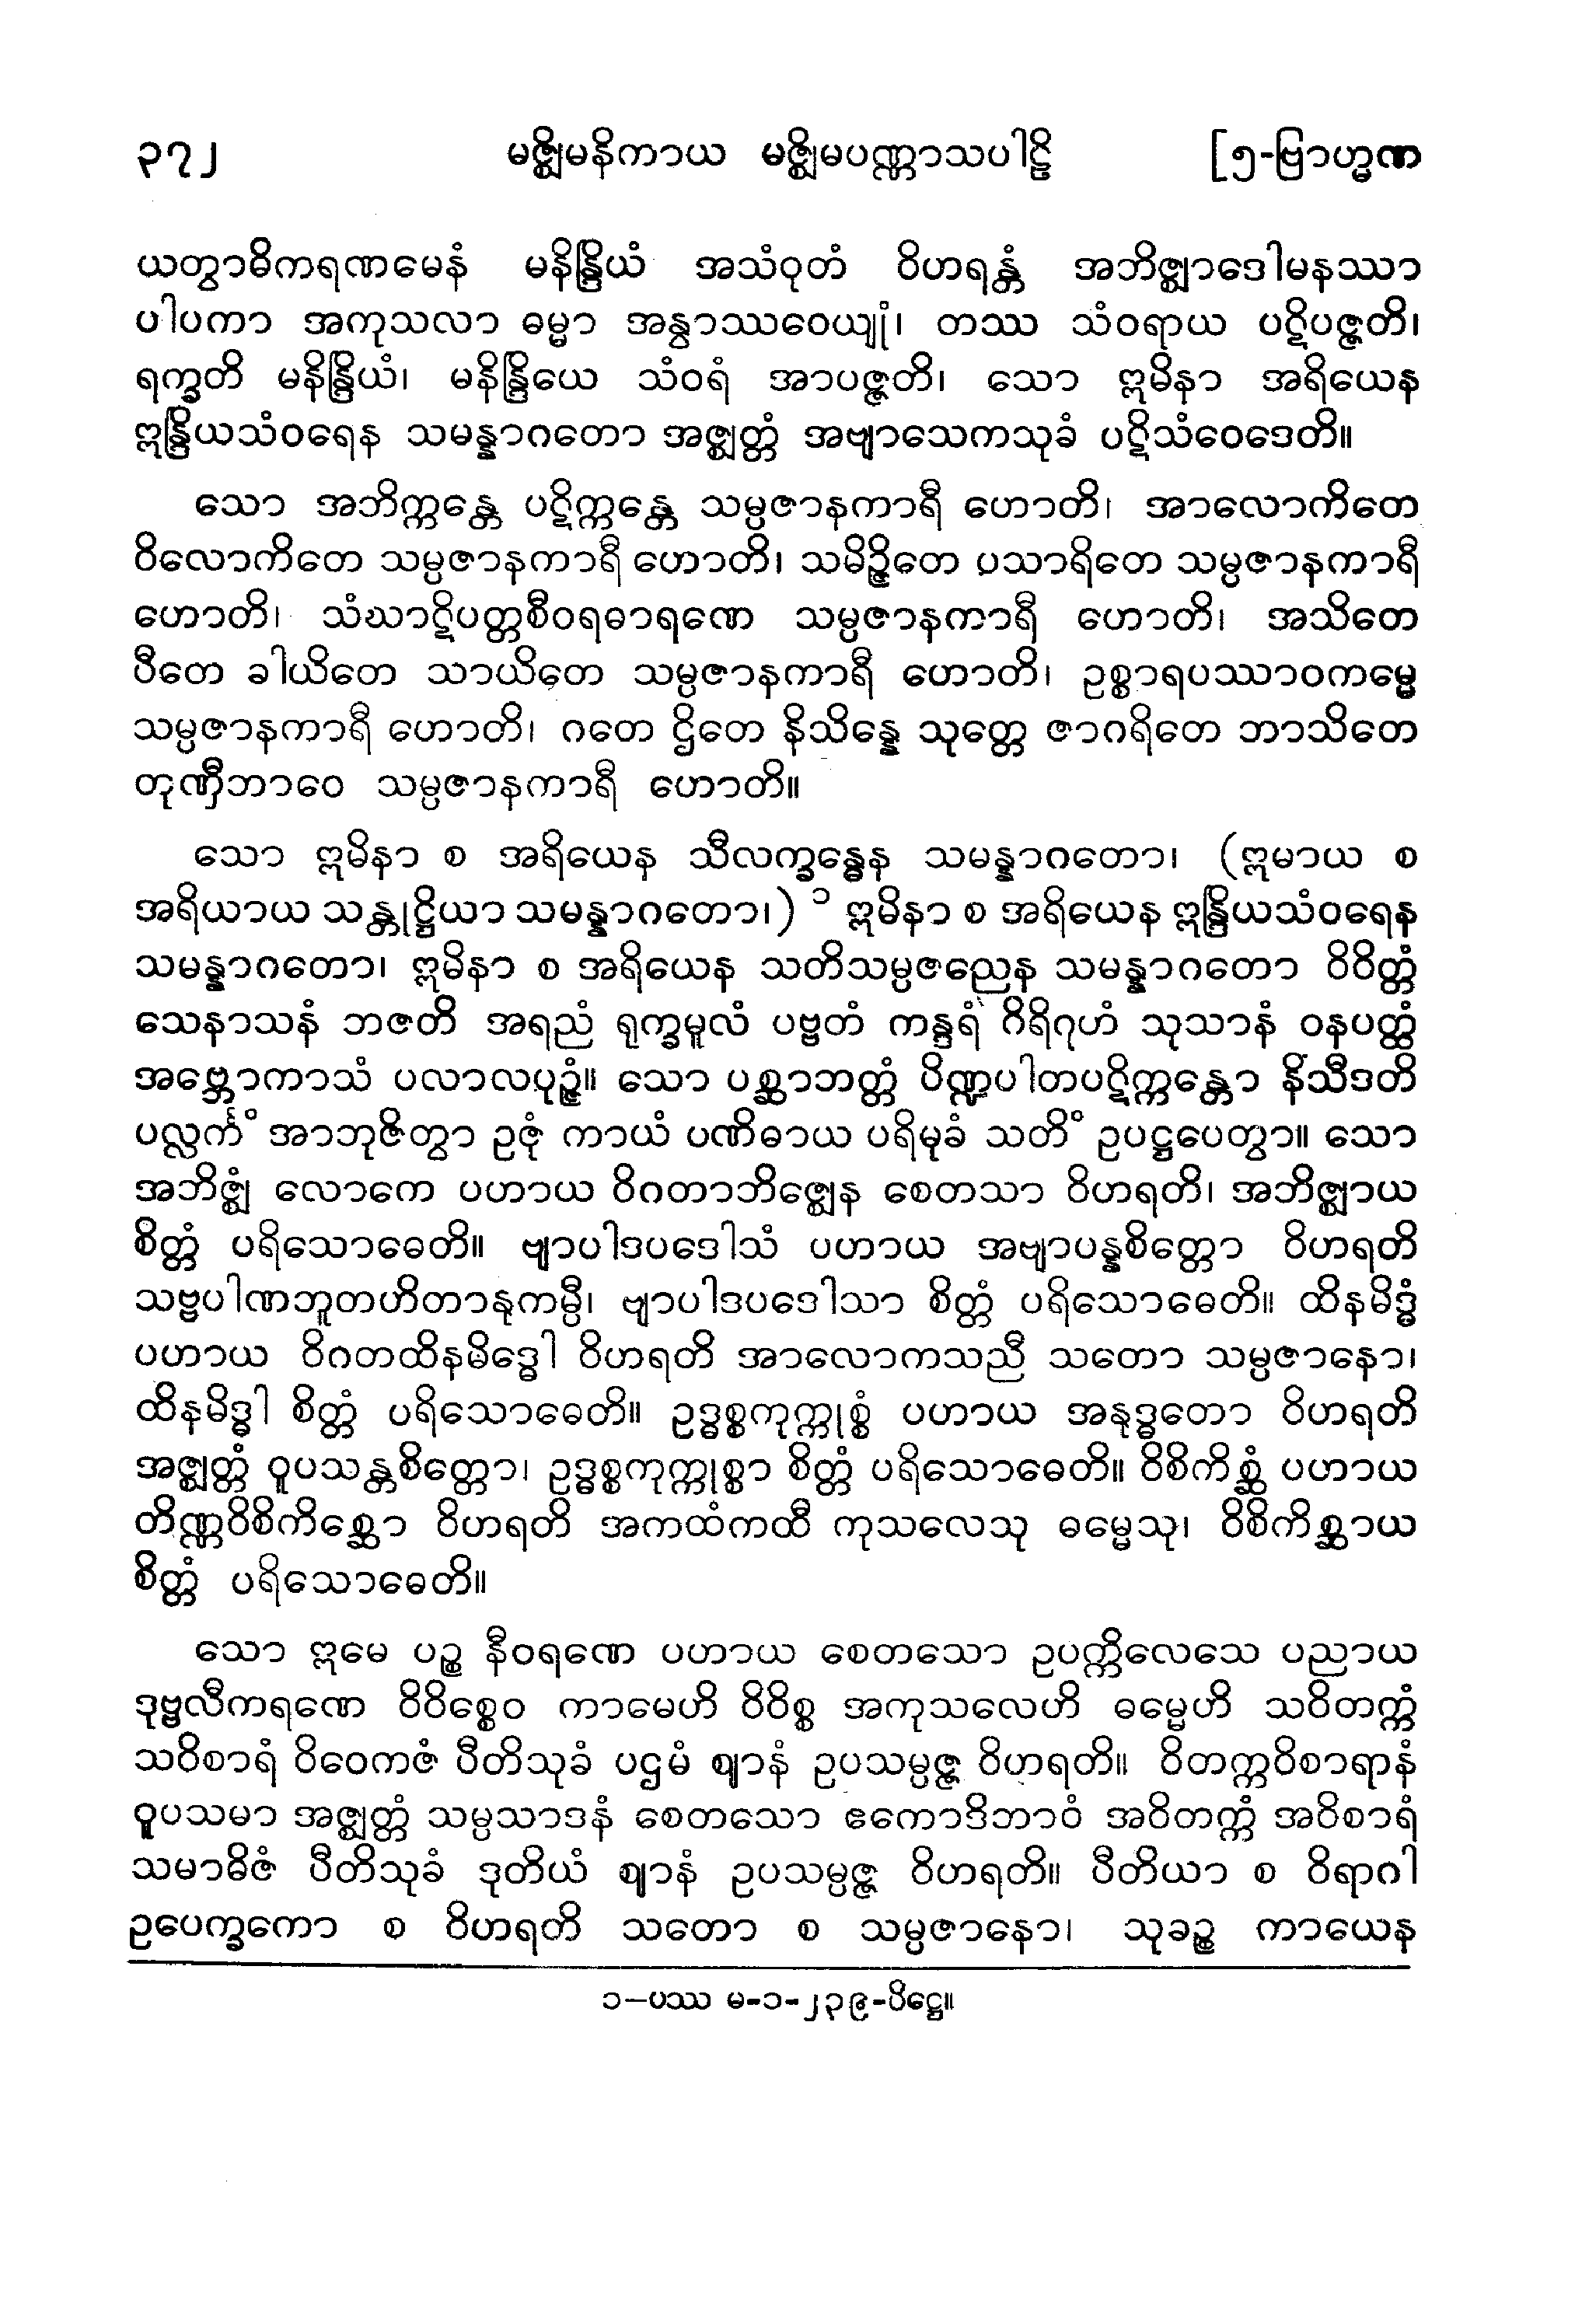 ၃၇၂ မဇ္ဈိမနိကာယ မဇ္ဈိမပဏ္ဏာသပါဠိ [၅-ဗြာဟ္မဏ
ယတွာဓိကရဏမေနံ မနိန္ဒြိယံ အသံဝုတံ ဝိဟရန္တံ အဘိဇ္ဈာဒေါမနဿာ
ပါပကာ အကုသလာ ဓမ္မာ အနွာဿဝေယျုံ၊ တဿ သံဝရာယ ပဋိပဇ္ဇတိ၊
ရက္ခတိ မနိန္ဒြိယံ၊ မနိန္ဒြိယေ သံဝရံ အာပဇ္ဇတိ၊ သော ဣမိနာ အရိယေန
ဣန္ဒြိယသံဝရေန သမန္နာဂတော အဇ္ဈတ္တံ အဗျာသေကသုခံ ပဋိသံဝေဒေတိ။
သော အဘိက္ကန္တေ ပဋိက္ကန္တေ သမ္ပဇာနကာရီ ဟောတိ၊ အာလောကိတေ
ဝိလောကိတေ သမ္ပဇာနကာရီ ဟောတိ၊ သမိဉ္ဇိတေ ပသာရိတေ သမ္ပဇာနကာရီ
ဟောတိ၊ သံဃာဋိပတ္တစီဝရဓာရဏေ သမ္ပဇာနကာရီ ဟောတိ၊ အသိတေ
ပီတေ ခါယိတေ သာယိတေ သမ္ပဇာနကာရီ ဟောတိ၊ ဥစ္စာရပဿာဝကမ္မေ
သမ္ပဇာနကာရီ ဟောတိ၊ ဂတေ ဌိတေ နိသိန္နေ သုတ္တေ ဇာဂရိတေ ဘာသိတေ
တုဏှီဘာဝေ သမ္ပဇာနကာရီ ဟောတိ။
သော ဣမိနာ စ အရိယေန သီလက္ခန္ဓေန သမန္နာဂတော၊ (ဣမာယ စ
အရိယာယ သန္တုဋ္ဌိယာ သမန္နာဂတော၊) ၁ ဣမိနာ စ အရိယေန ဣန္ဒြိယသံဝရေန
သမန္နာဂတော၊ ဣမိနာ စ အရိယေန သတိသမ္ပဇညေန သမန္နာဂတော ဝိဝိတ္တံ
သေနာသနံ ဘဇတိ အရညံ ရုက္ခမူလံ ပဗ္ဗတံ ကန္ဒရံ ဂိရိဂုဟံ သုသာနံ ဝနပတ္ထံ
အဗ္ဘောကာသံ ပလာလပုဉ္ဇံ။ သော ပစ္ဆာဘတ္တံ ပိဏ္ဍပါတပဋိက္ကန္တော နိသီဒတိ
ပလ္လင်္ကံ အာဘုဇိတွာ ဥဇုံ ကာယံ ပဏိဓာယ ပရိမုခံ သတိံ ဥပဋ္ဌပေတွာ။ သော
အဘိဇ္ဈံ လောကေ ပဟာယ ဝိဂတာဘိဇ္ဈေန စေတသာ ဝိဟရတိ၊ အဘိဇ္ဈာယ
စိတ္တံ ပရိသောဓေတိ။ ဗျာပါဒပဒေါသံ ပဟာယ အဗျာပန္နစိတ္တော ဝိဟရတိ
သဗ္ဗပါဏဘူတဟိတာနုကမ္ပီ၊ ဗျာပါဒပဒေါသာ စိတ္တံ ပရိသောဓေတိ။ ထိနမိဒ္ဓံ
ပဟာယ ဝိဂတထိနမိဒ္ဓေါ ဝိဟရတိ အာလောကသညီ သတော သမ္ပဇာနော၊
ထိနမိဒ္ဓါ စိတ္တံ ပရိသောဓေတိ။ ဥဒ္ဓစ္စကုက္ကုစ္စံ ပဟာယ အနုဒ္ဓတော ဝိဟရတိ
အဇ္ဈတ္တံ ဝူပသန္တစိတ္တော၊ ဥဒ္ဓစ္စကုက္ကုစ္စာ စိတ္တံ ပရိသောဓေတိ။ ဝိစိကိစ္ဆံ ပဟာယ
တိဏ္ဏဝိစိကိစ္ဆော ဝိဟရတိ အကထံကထီ ကုသလေသု ဓမ္မေသု၊ ဝိစိကိစ္ဆာယ
စိတ္တံ ပရိသောဓေတိ။
သော ဣမေ ပဉ္စ နီဝရဏေ ပဟာယ စေတသော ဥပက္ကိလေသေ ပညာယ
ဒုဗ္ဗလီကရဏေ ဝိဝိစ္စေဝ ကာမေဟိ ဝိဝိစ္စ အကုသလေဟိ ဓမ္မေဟိ သဝိတက္ကံ
သဝိစာရံ ဝိဝေကဇံ ပီတိသုခံ ပဌမံ ဈာနံ ဥပသမ္ပဇ္ဇ ဝိဟရတိ။ ဝိတက္ကဝိစာရာနံ
ဝူပသမာ အဇ္ဈတ္တံ သမ္ပသာဒနံ စေတသော ဧကောဒိဘာဝံ အဝိတက္ကံ အဝိစာရံ
သမာဓိဇံ ပီတိသုခံ ဒုတိယံ ဈာနံ ဥပသမ္ပဇ္ဇ ဝိဟရတိ။ ပီတိယာ စ ဝိရာဂါ
ဥပေက္ခကော စ ဝိဟရတိ သတော စ သမ္ပဇာနော၊ သုခဉ္စ ကာယေန
၁–ပဿ မ-၁-၂၃၉-ပိဋ္ဌေ။